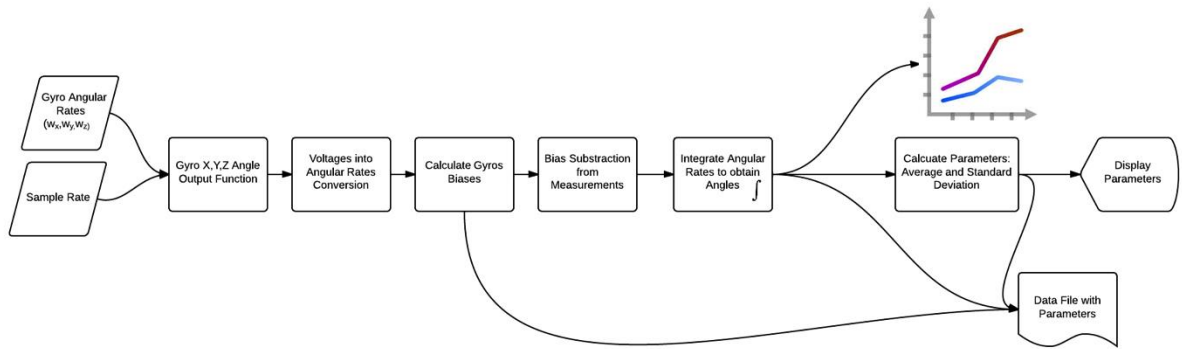 Gyro Angular
Rates
(wx,wy,wz)
Sample Rate
Gyro X,Y,Z Angle
Output Function
Voltages into
Angular Rates
Conversion
Calculate Gyros
Biases
Bias Substraction
from
Measurements
Integrate Angular
Rates to obtain
Angles
∫
Calcuate Parameters:
Average and Standard
Deviation
Display
Parameters
Data File with
Parameters